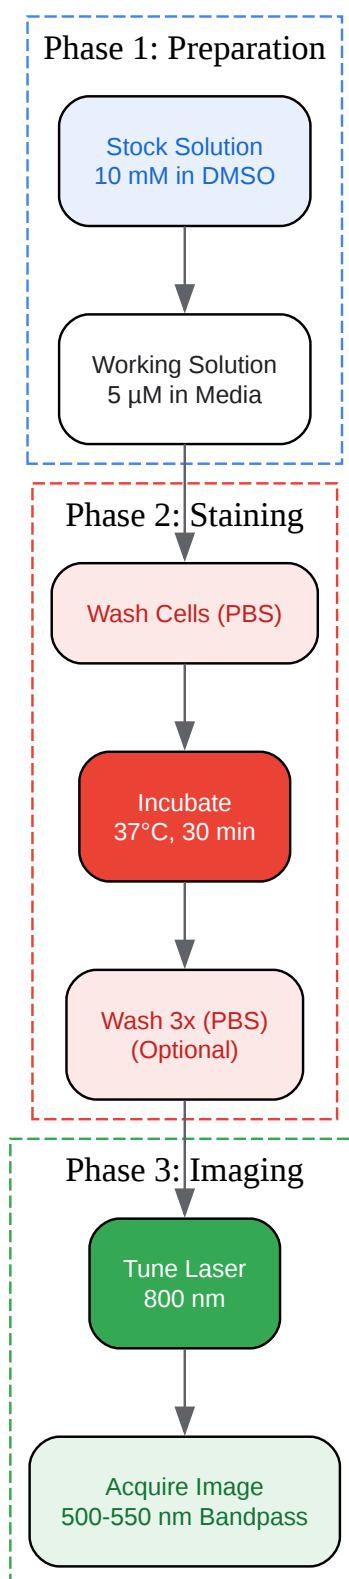 Phase 1: Preparation
Stock Solution
10 mM in DMSO
Working Solution
5 µM in Media
Phase 2: Staining
Wash Cells (PBS)
Incubate
37°C, 30 min
Wash 3x (PBS)
(Optional)
Phase 3: Imaging
Tune Laser
800 nm
Acquire Image
500-550 nm Bandpass